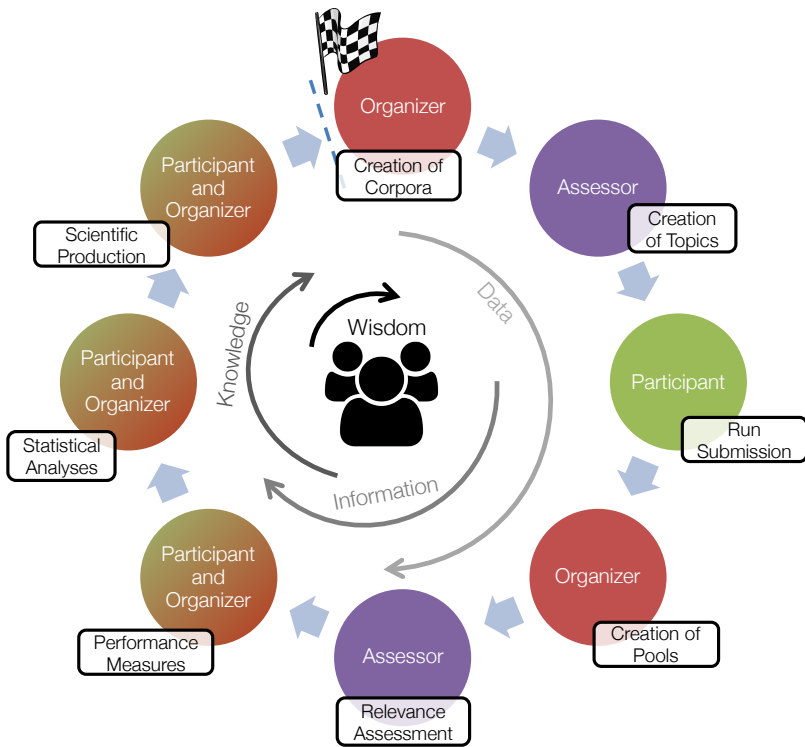 Organizer
Creation of
Corpora
Assessor
Creation
of Topics
Participant
Run
Submission
Organizer
Creation of
Pools
Assessor
Relevance
Assessment
Participant
and
Organizer
Performance
Measures
Participant
and
Organizer
Statistical
Analyses
Participant
and
Organizer
Scientific
Production
Data
Wisdom
Knowledge
Information